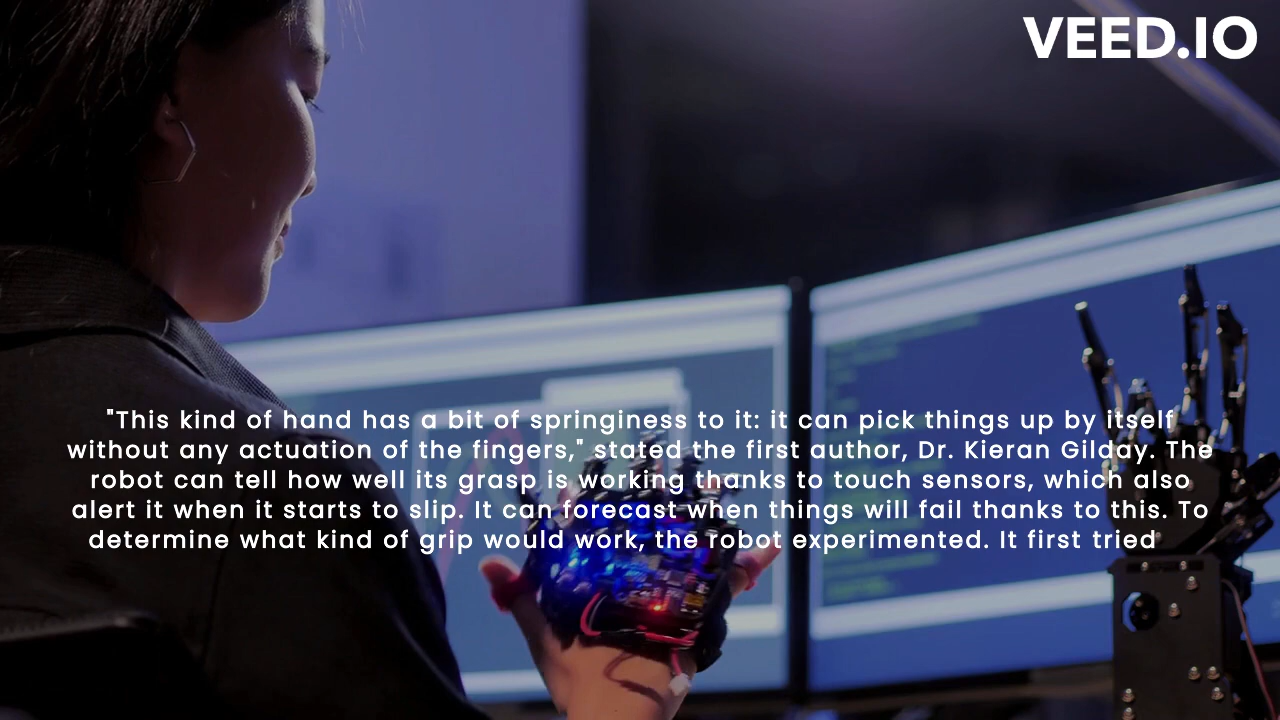 VEED.IO
"This kind of hand has a bit of springiness to it: it can pick things up by itself
without any actuation of the fingers," stated the first author, Dr. Kieran Gilday. The
robot can tell how well its grasp is working thanks to touch sensors, which also
alert it when it starts to slip. It can forecast when things will fail thanks to this. To
determine what kind of grip would work, the robot experimented. It first tried